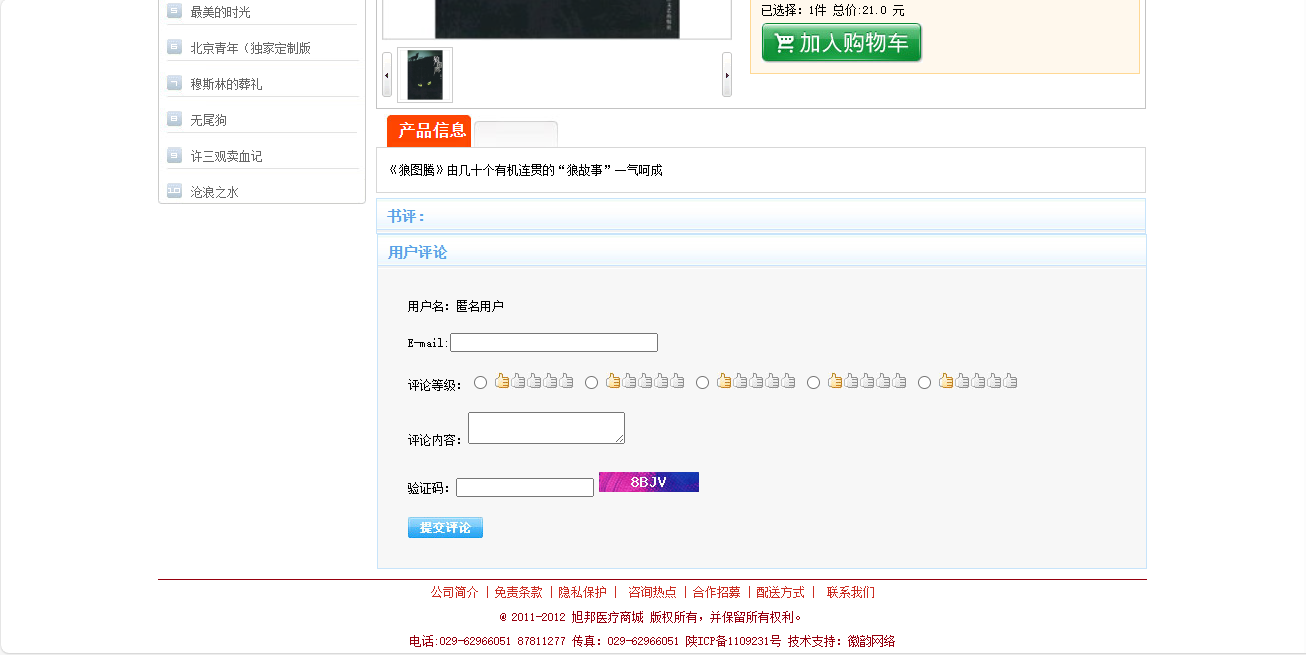 5 最美的时光
6 北京青年（独家定制版
7 穆斯林的葬礼
8 无尾狗
9 许三观卖血记
10 沧浪之水
已选择：1件 总价:21.0 元
加入购物车
产品信息
《狼图腾》由几十个有机连贯的“狼故事”一气呵成
书评：
用户评论
用户名：匿名用户
E-mail:
评论等级：
评论内容：
验证码： 8BJV
提交评论
公司简介 | 免责条款 | 隐私保护 | 咨询热点 | 合作招募 | 配送方式 | 联系我们
© 2011-2012 旭邦医疗商城 版权所有，并保留所有权利。
电话:029-62966051 87811277 传真：029-62966051 陕ICP备1109231号 技术支持：徽韵网络